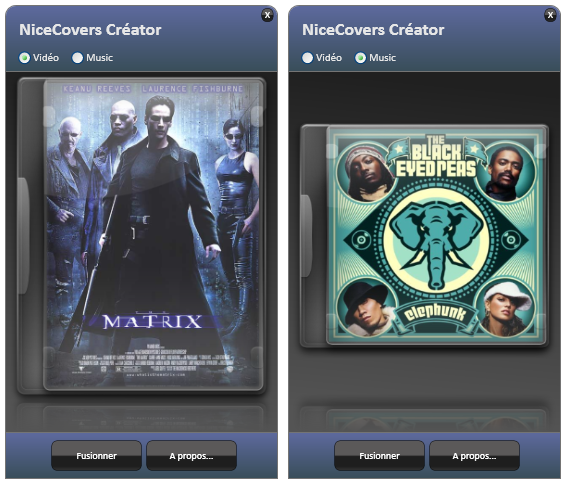 x
NiceCovers Créator
Vidéo Music
KEANU REEVES LAURENCE FISHBURNE
THE
MATRIX
Fusionner A propos...
x
NiceCovers Créator
Vidéo Music
THE
BLACK
EYED PEAS
elephunk
Fusionner A propos...